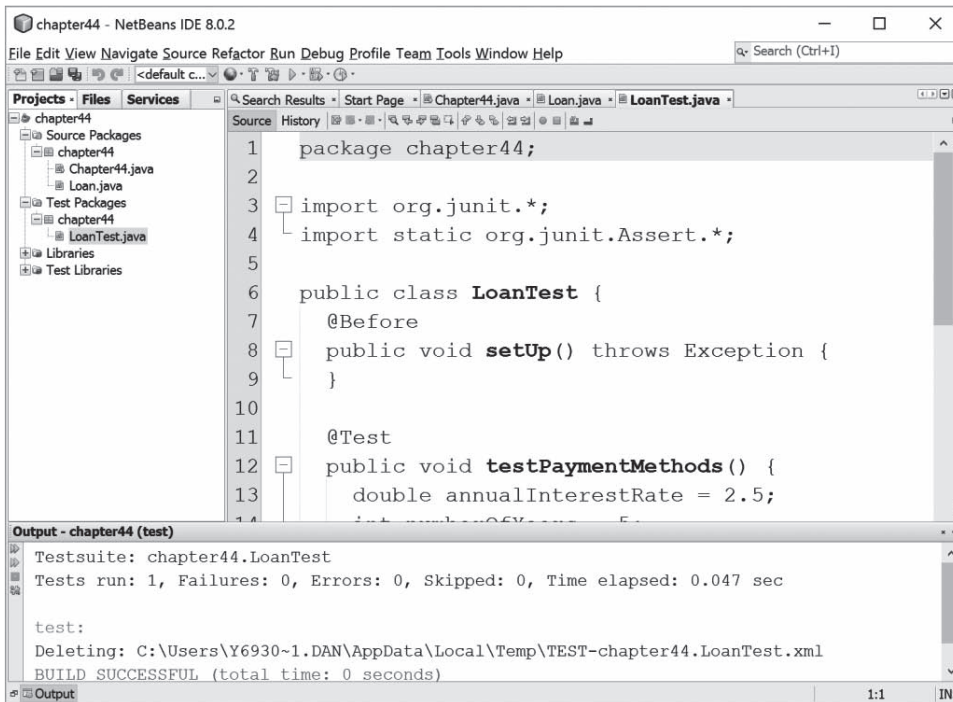 chapter44 - NetBeans IDE 8.0.2
File Edit View Navigate Source Refactor Run Debug Profile Team Tools Window Help
Search (Ctrl+I)
<default c...
Projects Files Services
Search Results Start Page Chapter44.java Loan.java LoanTest.java
Source History
chapter44
Source Packages
chapter44
Chapter44.java
Loan.java
Test Packages
chapter44
LoanTest.java
Libraries
Test Libraries
1 package chapter44;
2
3 import org.junit.*;
4 import static org.junit.Assert.*;
5
6 public class LoanTest {
7 @Before
8 public void setUp() throws Exception {
9 }
10
11 @Test
12 public void testPaymentMethods() {
13 double annualInterestRate = 2.5;
Output - chapter44 (test)
Testsuite: chapter44.LoanTest
Tests run: 1, Failures: 0, Errors: 0, Skipped: 0, Time elapsed: 0.047 sec
test:
Deleting: C:\Users\Y6930~1.DAN\AppData\Local\Temp\TEST-chapter44.LoanTest.xml
BUILD SUCCESSFUL (total time: 0 seconds)
Output
1:1 IN